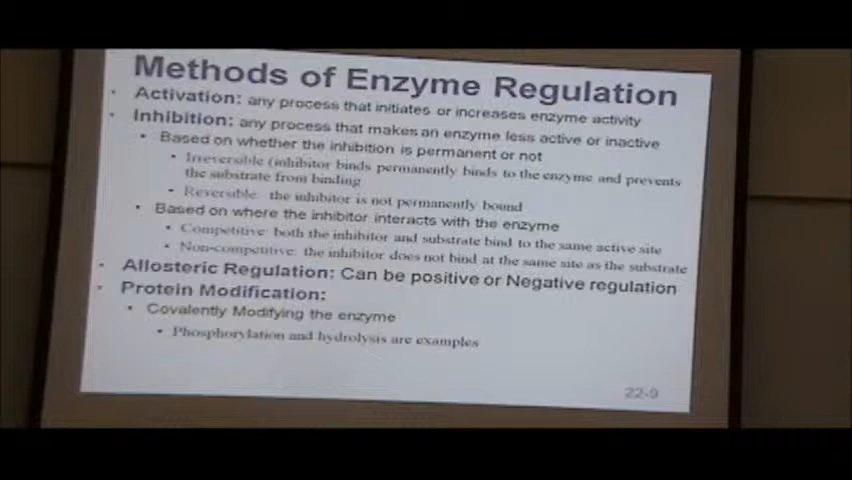 Methods of Enzyme Regulation
• Activation: any process that initiates or increases enzyme activity
• Inhibition: any process that makes an enzyme less active or inactive
• Based on whether the inhibition is permanent or not
• Irreversible (inhibitor binds permanently binds to the enzyme and prevents
the substrate from binding
• Reversible: the inhibitor is not permanently bound
• Based on where the inhibitor interacts with the enzyme
• Competitive: both the inhibitor and substrate bind to the same active site
• Non-competitive: the inhibitor does not bind at the same site as the substrate
• Allosteric Regulation: Can be positive or Negative regulation
• Protein Modification:
• Covalently Modifying the enzyme
• Phosphorylation and hydrolysis are examples
22-9